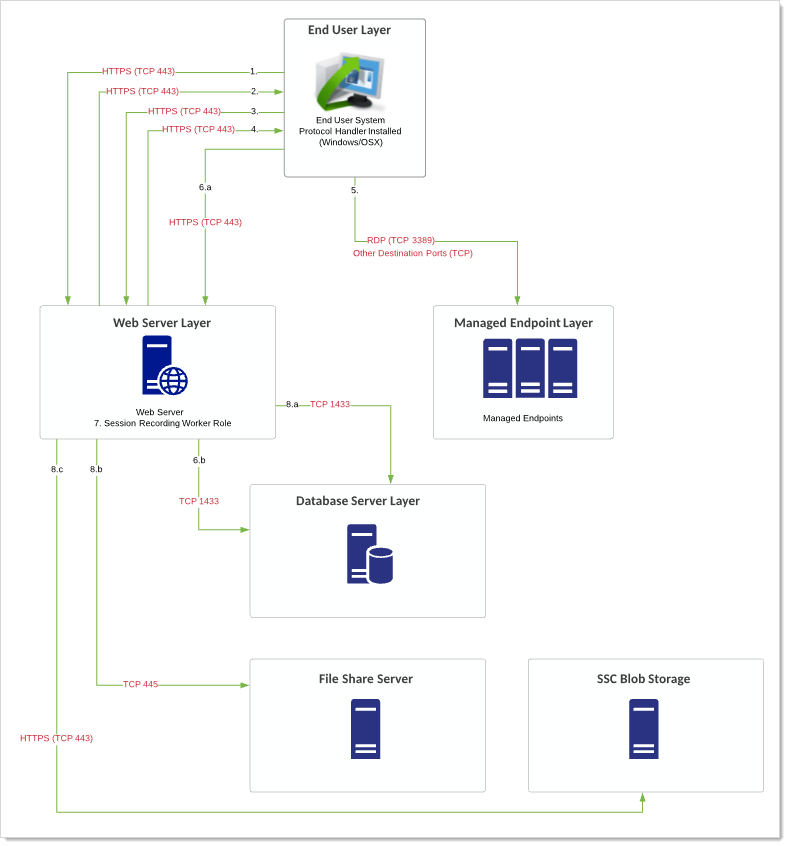 End User Layer
HTTPS (TCP 443)
1.
HTTPS (TCP 443)
2.
HTTPS (TCP 443)
3.
HTTPS (TCP 443)
4.
End User System
Protocol Handler Installed
(Windows/OSX)
6.a
5.
HTTPS (TCP 443)
RDP (TCP 3389)
Other Destination Ports (TCP)
Web Server Layer
Web Server
7. Session Recording Worker Role
Managed Endpoint Layer
Managed Endpoints
8.a
TCP 1433
8.c
8.b
6.b
TCP 1433
Database Server Layer
File Share Server
SSC Blob Storage
TCP 445
HTTPS (TCP 443)